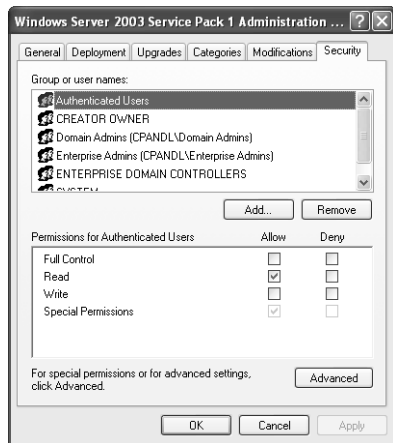 Windows Server 2003 Service Pack 1 Administration ...
General Deployment Upgrades Categories Modifications Security
Group or user names:
Authenticated Users
CREATOR OWNER
Domain Admins (CPANDL\Domain Admins)
Enterprise Admins (CPANDL\Enterprise Admins)
ENTERPRISE DOMAIN CONTROLLERS
SYSTEM
Add... Remove
Permissions for Authenticated Users Allow Deny
Full Control
Read
Write
Special Permissions
For special permissions or for advanced settings,
click Advanced.
Advanced
OK Cancel Apply